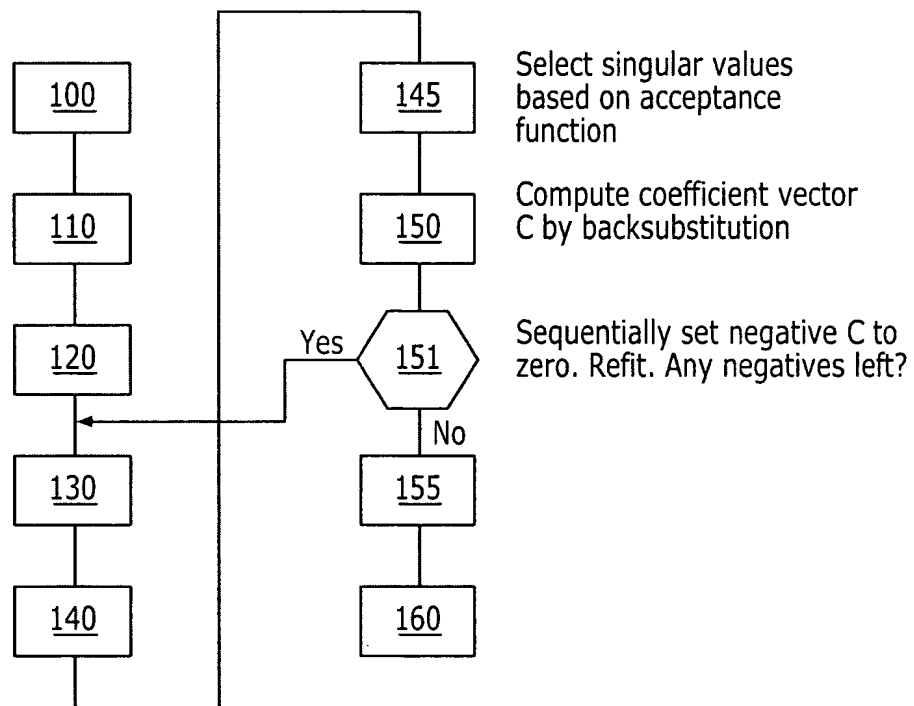 100
110
120
130
140
145
Select singular values
based on acceptance
function
150
Compute coefficient vector
C by backsubstitution
Yes
151
Sequentially set negative C to
zero. Refit. Any negatives left?
No
155
160